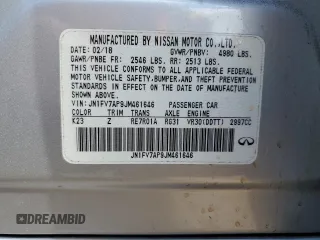 MANUFACTURED BY NISSAN MOTOR CO.,LTD.
DATE: 02/18 GVWR/PNBV: 4980 LBS.
GAWR/PNBE FR: 2546 LBS. RR: 2513 LBS.
THIS VEHICLE CONFORMS TO ALL APPLICABLE
FEDERAL MOTOR VEHICLE SAFETY, BUMPER, AND THEFT PREVENTION
STANDARDS IN EFFECT ON THE DATE OF MANUFACTURE
SHOWN ABOVE.
VIN: JN1FV7AP9JM461646 PASSENGER CAR
COLOR TRIM TRANS AXLE ENGINE
K23 Z RE7R01A RG31 VR30(DDTT) 2997CC
JN1FV7AP9JM461646
DREAMBID